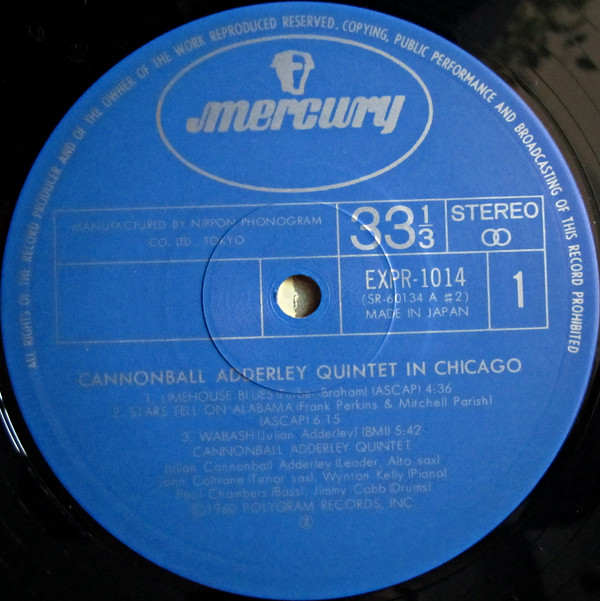 ALL RIGHTS OF THE RECORD PRODUCER AND OF THE OWNER OF THE WORK REPRODUCED RESERVED. COPYING, PUBLIC PERFORMANCE AND BROADCASTING OF THIS RECORD PROHIBITED
mercury
MANUFACTURED BY NIPPON PHONOGRAM
CO. LTD. TOKYO
33 1/3
STEREO
EXPR-1014
(SR-60134 A #2)
MADE IN JAPAN
1
CANNONBALL ADDERLEY QUINTET IN CHICAGO
1. LIMEHOUSE BLUES (Furber-Braham) (ASCAP) 4:36
2. STARS FELL ON ALABAMA (Frank Perkins & Mitchell Parish)
(ASCAP) 6:15
3. WABASH (Julian Adderley) (BMI) 5:42
CANNONBALL ADDERLEY QUINTET
Julian Cannonball Adderley (Leader, Alto sax)
John Coltrane (Tenor sax), Wynton Kelly (Piano)
Paul Chambers (Bass), Jimmy Cobb (Drums)
Ⓟ1960 POLYGRAM RECORDS, INC.